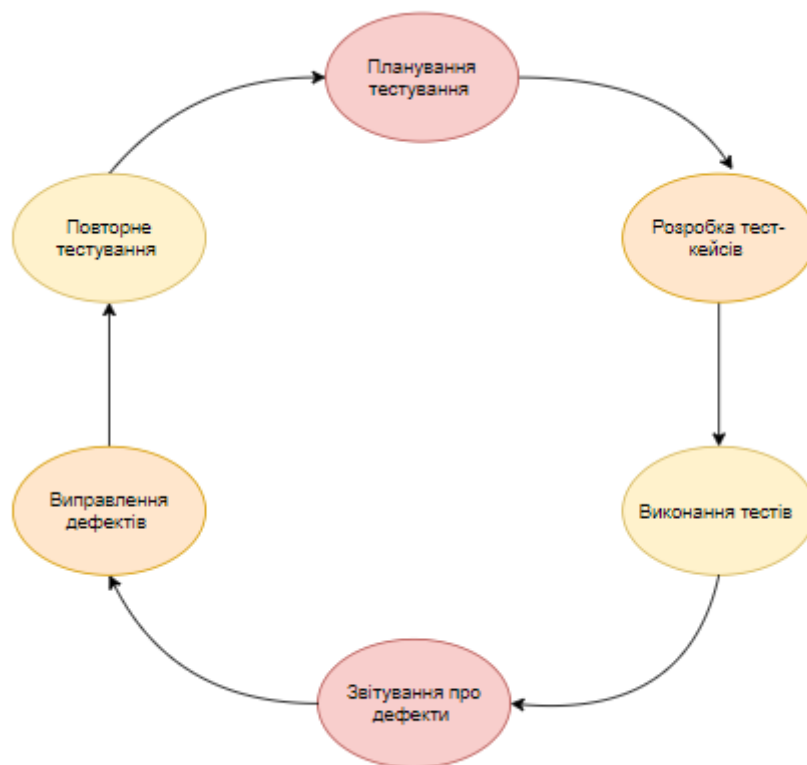 Планування
тестування
Розробка тест-
кейсів
Виконання тестів
Звітування про
дефекти
Виправлення
дефектів
Повторне
тестування